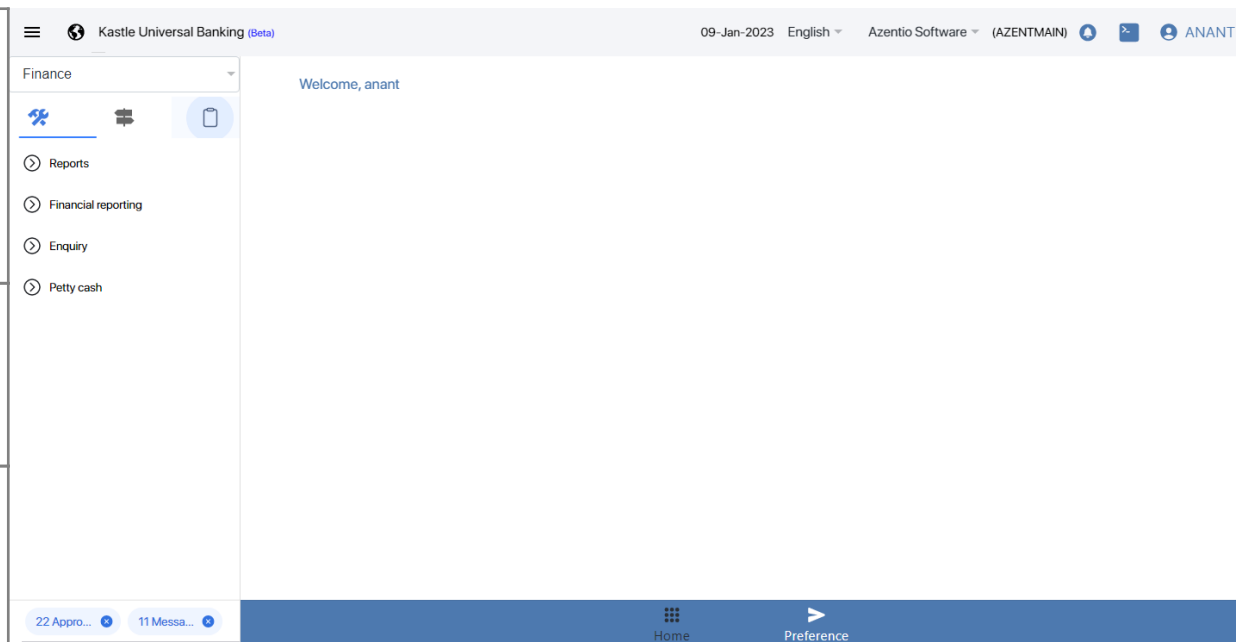 Kastle Universal Banking (Beta) 09-Jan-2023 English Azentio Software (AZENTMAIN) ANANT
Finance
Welcome, anant
Reports
Financial reporting
Enquiry
Petty cash
22 Appro... 11 Messa...
Home Preference